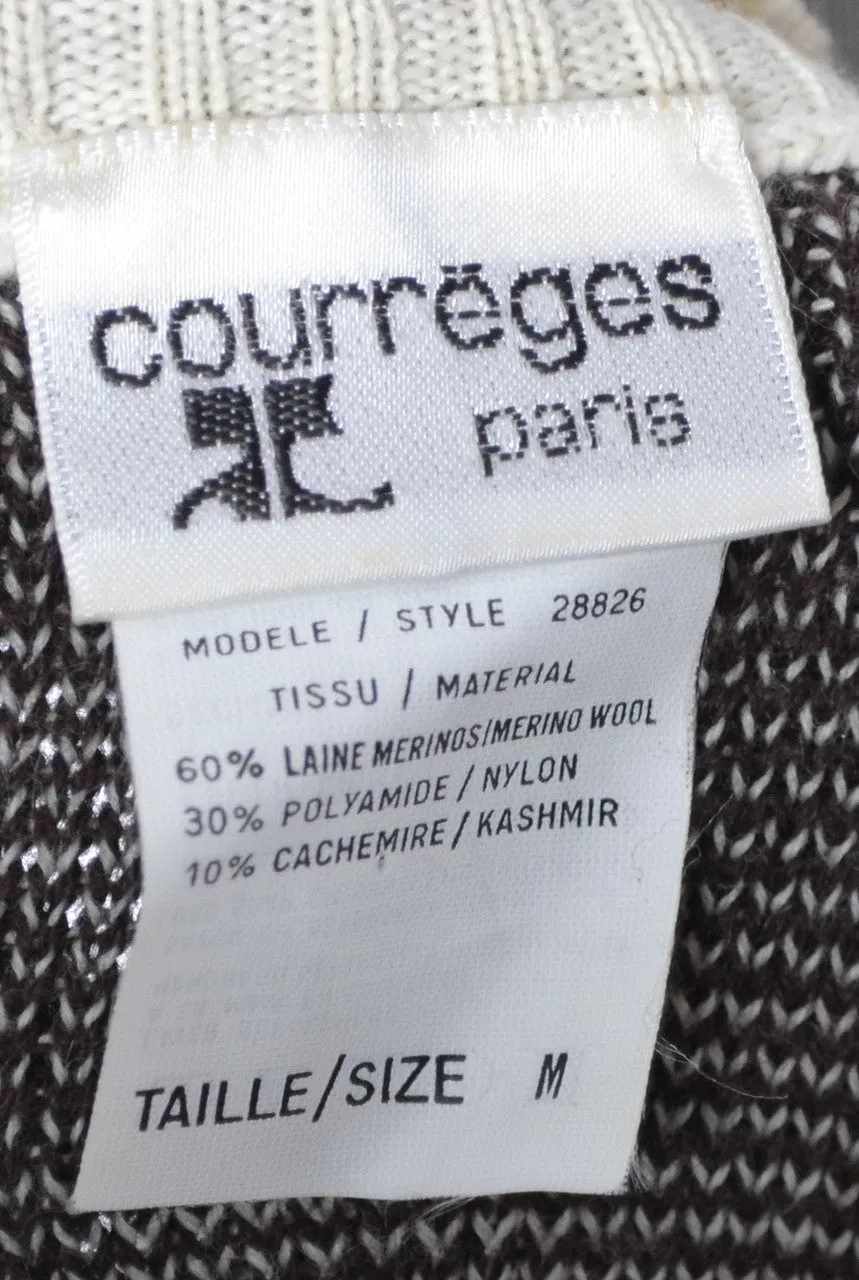 courrèges
paris
MODELE / STYLE 28826
TISSU / MATERIAL
60% LAINE MERINOS/MERINO WOOL
30% POLYAMIDE / NYLON
10% CACHEMIRE / KASHMIR
TAILLE/SIZE M